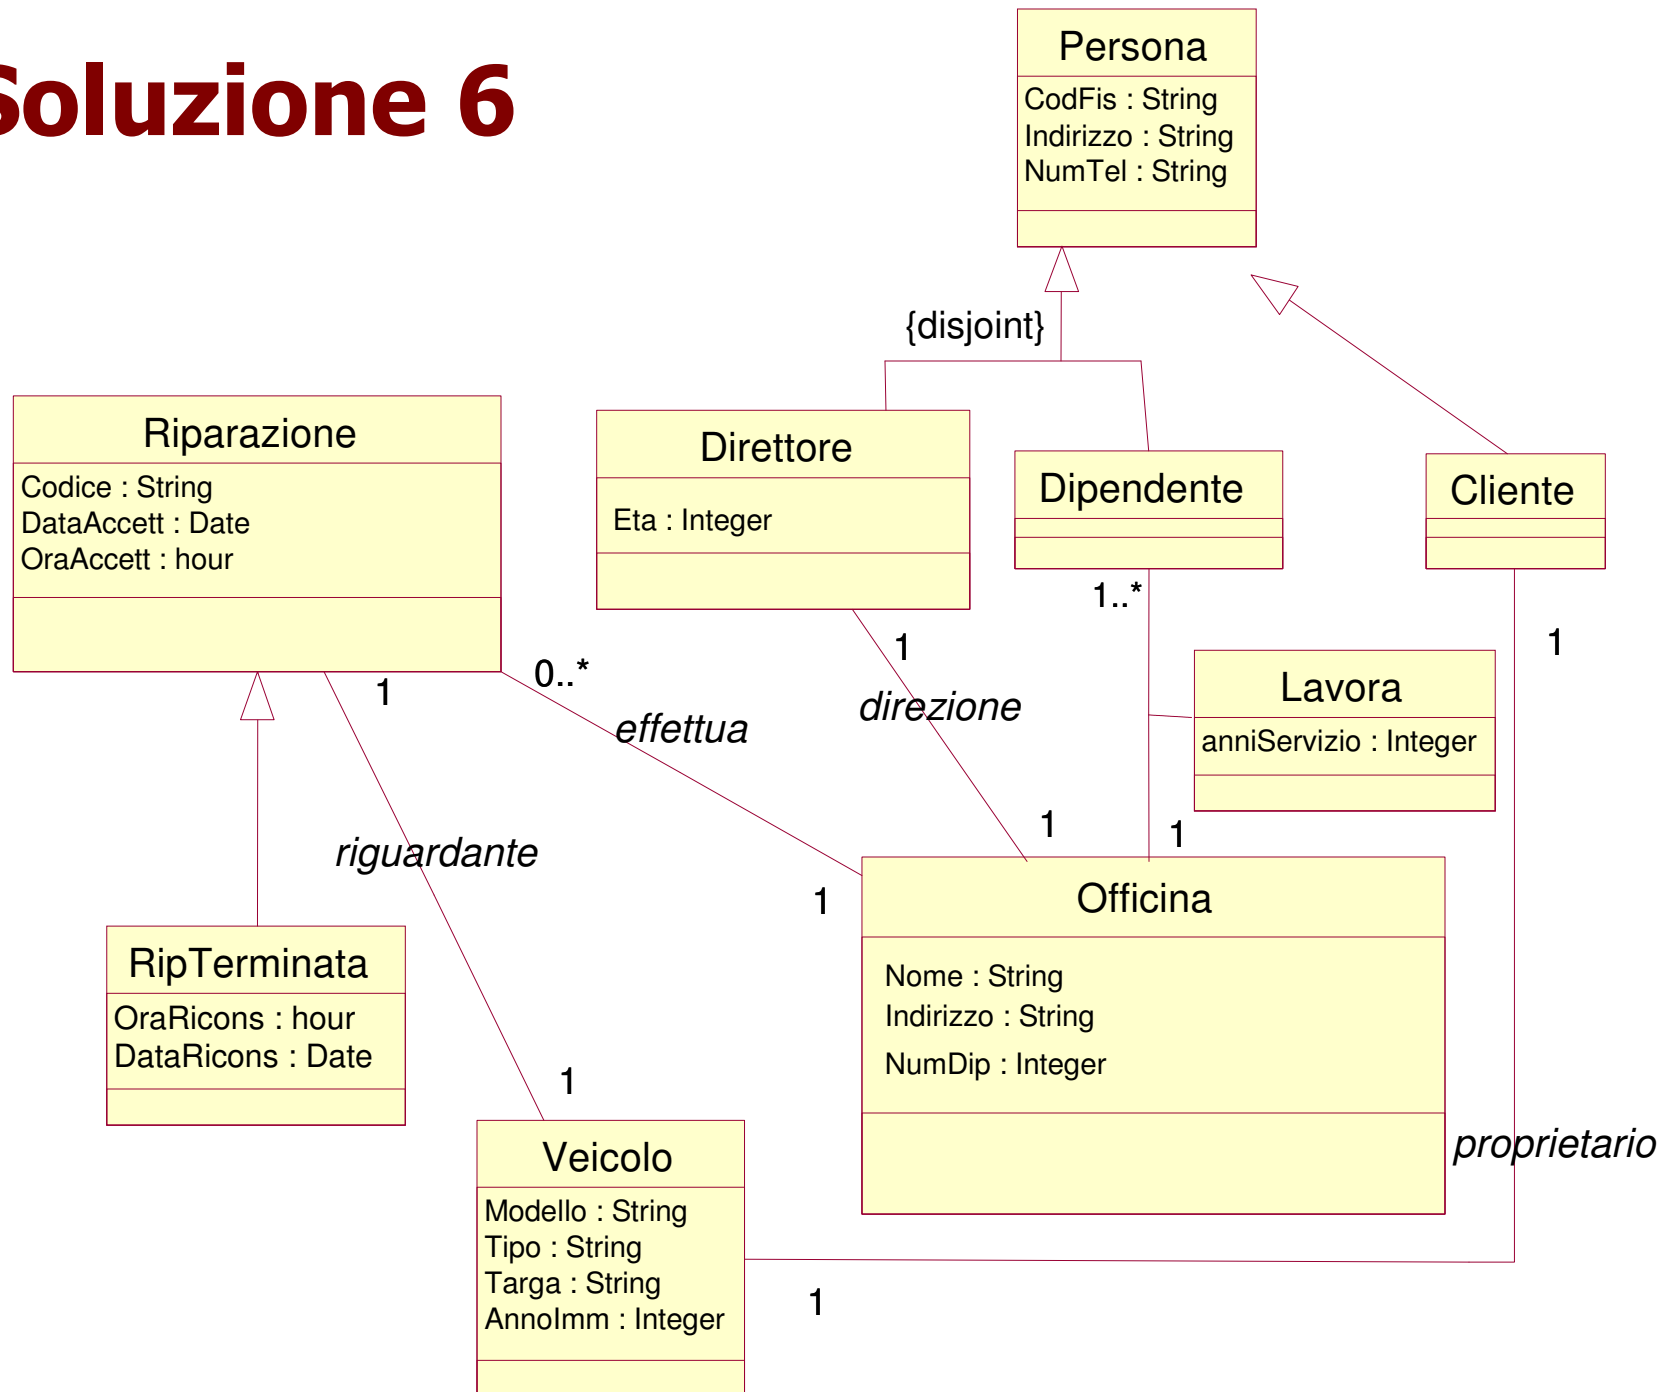 Soluzione 6
Persona
CodFis : String
Indirizzo : String
NumTel : String
{disjoint}
Riparazione
Codice : String
DataAccett : Date
OraAccett : hour
Direttore
Eta : Integer
Dipendente
Cliente
1..*
1
1
0..*
1
Lavora
anniServizio : Integer
direzione
effettua
riguardante
1
1
1
Officina
Nome : String
Indirizzo : String
NumDip : Integer
RipTerminata
OraRicons : hour
DataRicons : Date
1
proprietario
Veicolo
Modello : String
Tipo : String
Targa : String
AnnoImm : Integer
1